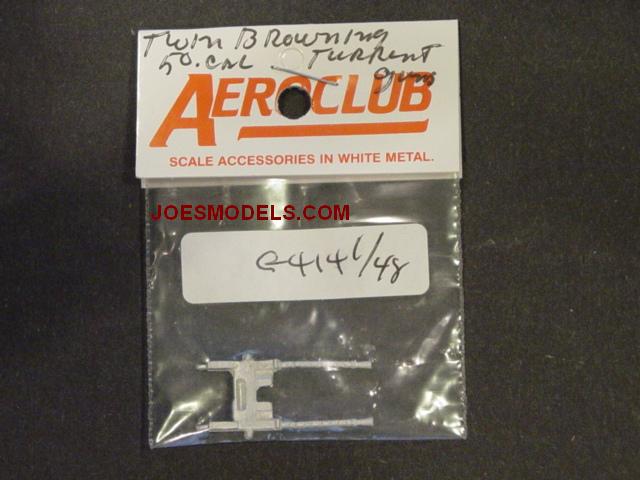 TWIN BROWNING
50.CAL TURRENT
guns
AEROCLUB
SCALE ACCESSORIES IN WHITE METAL.
JOESMODELS.COM
G414 1/48